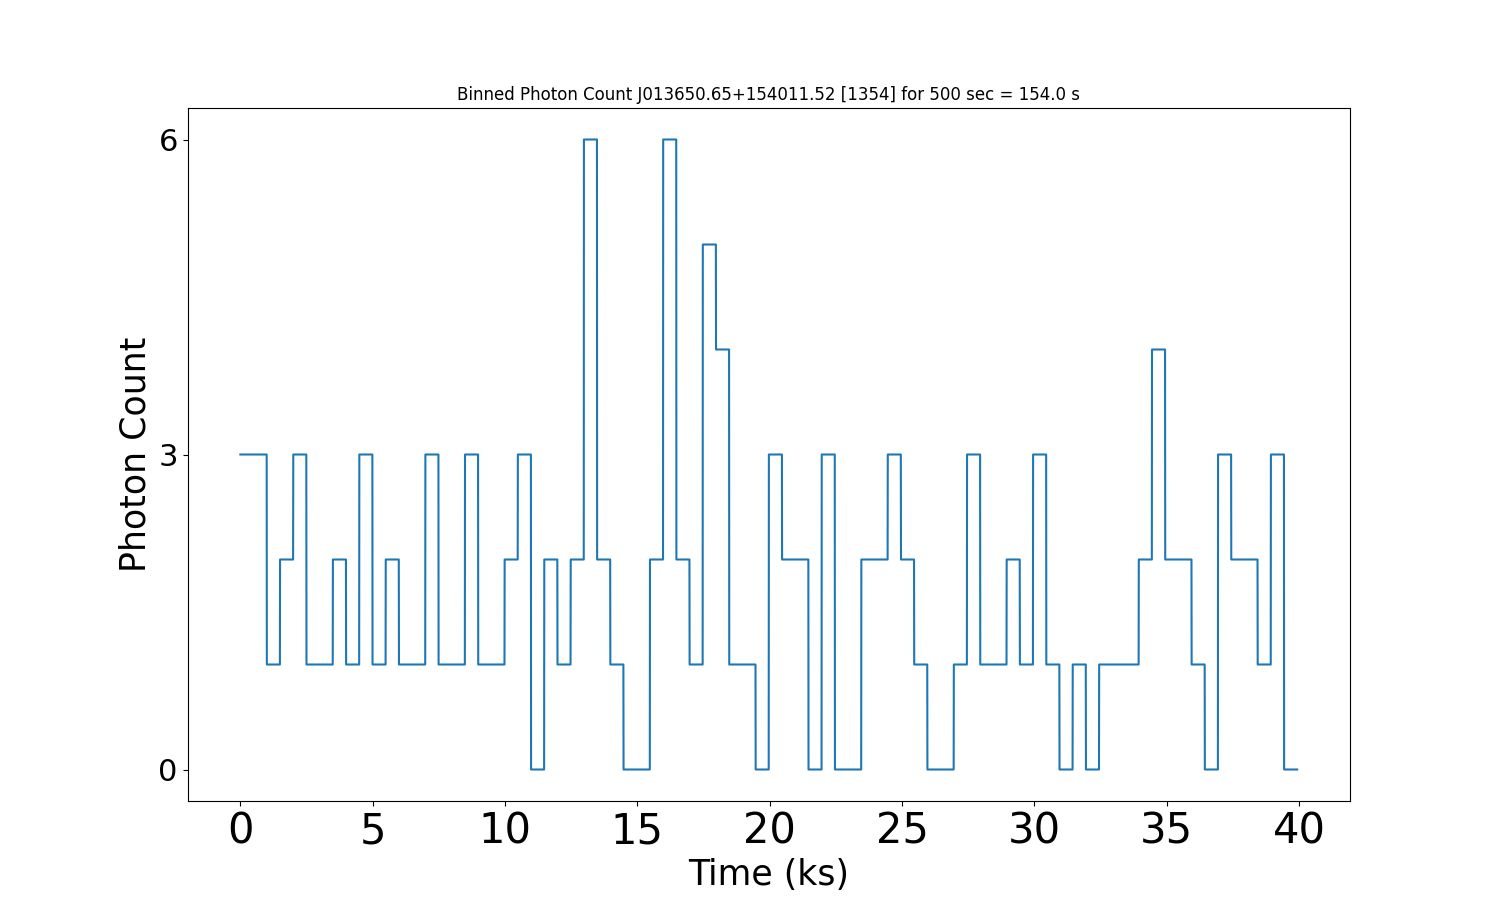 Binned Photon Count J013650.65+154011.52 [1354] for 500 sec = 154.0 s
6
3
0
Photon Count
0 5 10 15 20 25 30 35 40
Time (ks)